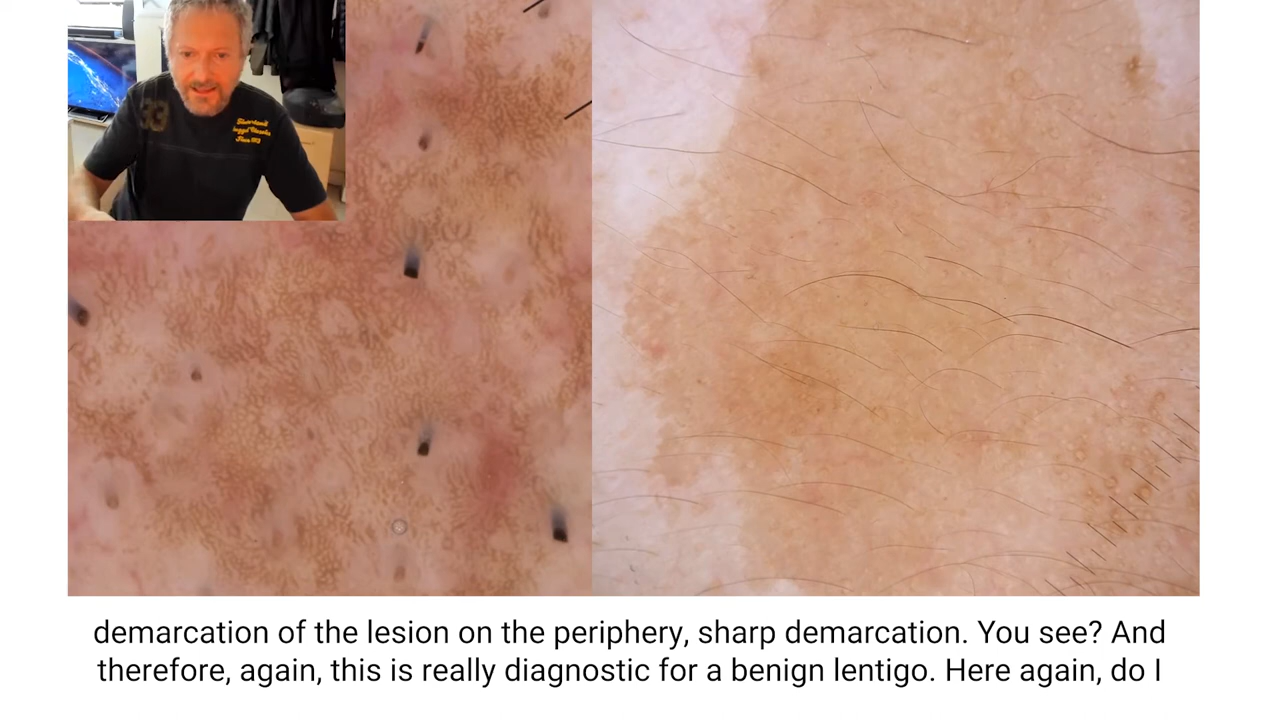 demarcation of the lesion on the periphery, sharp demarcation. You see? And
therefore, again, this is really diagnostic for a benign lentigo. Here again, do I